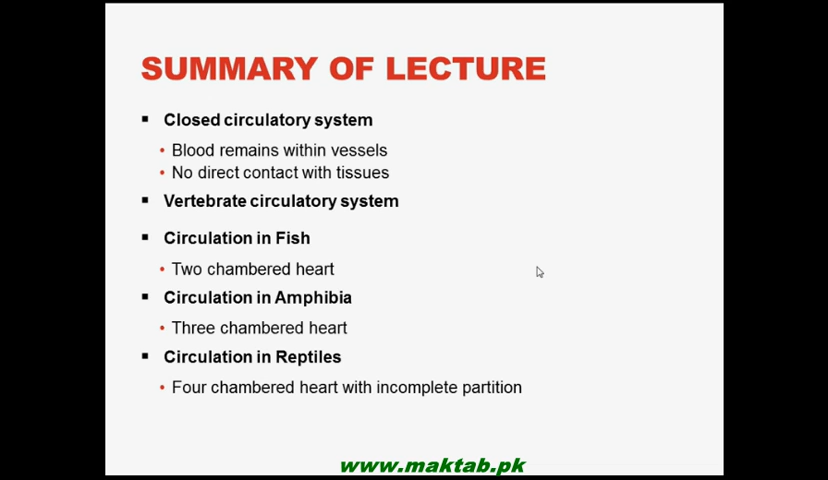 SUMMARY OF LECTURE
Closed circulatory system
Blood remains within vessels
No direct contact with tissues
Vertebrate circulatory system
Circulation in Fish
Two chambered heart
Circulation in Amphibia
Three chambered heart
Circulation in Reptiles
Four chambered heart with incomplete partition
www.maktab.pk